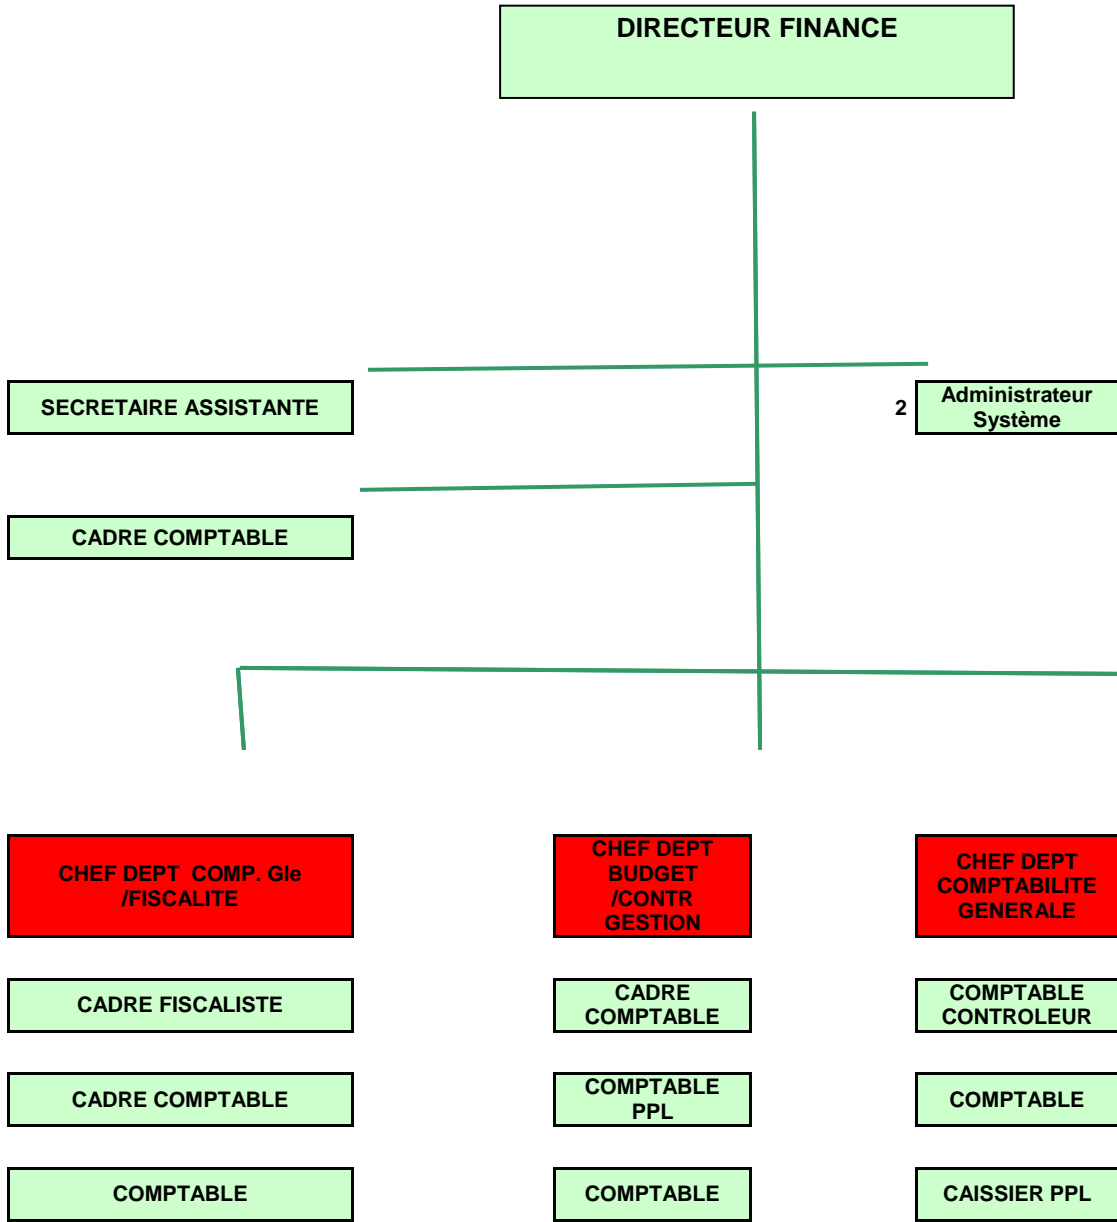 DIRECTEUR FINANCE
SECRETAIRE ASSISTANTE
2
Administrateur
Système
CADRE COMPTABLE
CHEF DEPT COMP. Gle
/FISCALITE
CHEF DEPT
BUDGET
/CONTR
GESTION
CHEF DEPT
COMPTABILITE
GENERALE
CADRE FISCALISTE
CADRE
COMPTABLE
COMPTABLE
CONTROLEUR
CADRE COMPTABLE
COMPTABLE
PPL
COMPTABLE
COMPTABLE
COMPTABLE
CAISSIER PPL